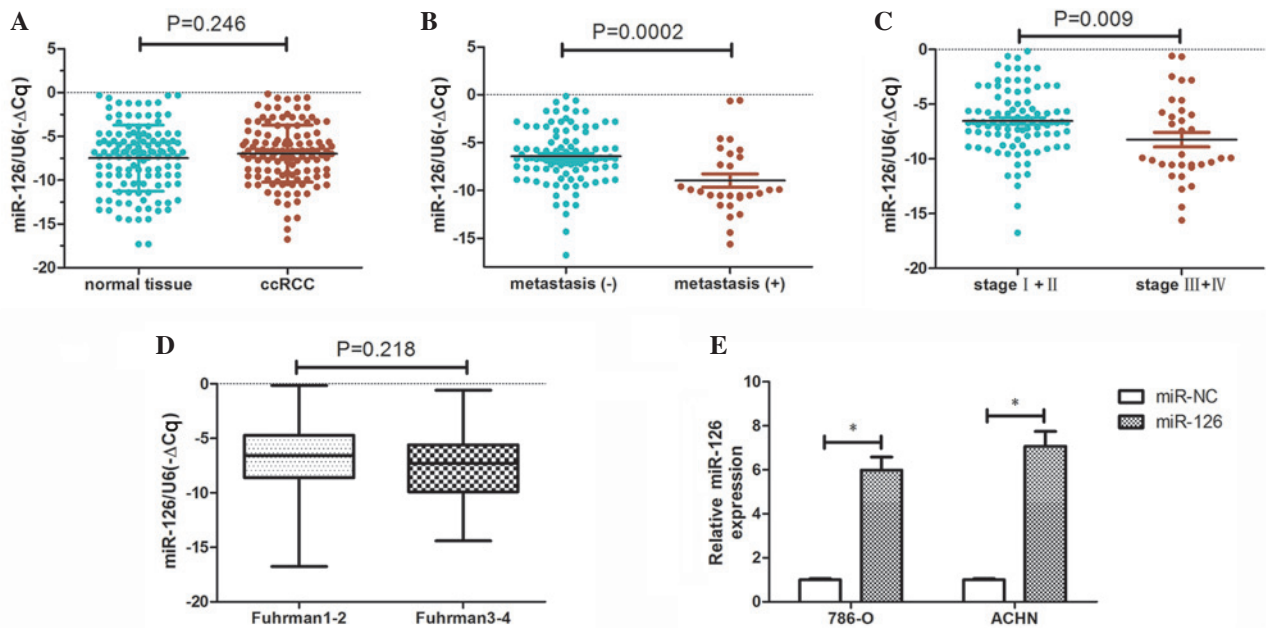 A
P=0.246
miR-126/U6(-ΔCq)
5
0
-5
-10
-15
-20
normal tissue
ccRCC
B
P=0.0002
miR-126/U6(-ΔCq)
5
0
-5
-10
-15
metastasis (-)
metastasis (+)
C
P=0.009
miR-126/U6(-ΔCq)
0
-5
-10
-15
-20
stage Ⅰ + Ⅱ
stage Ⅲ+Ⅳ
D
P=0.218
miR-126/U6(-ΔCq)
0
-5
-10
-15
-20
Fuhrman1-2
Fuhrman3-4
E
Relative miR-126
expression
10
8
6
4
2
0
*
*
786-O
ACHN
miR-NC
miR-126